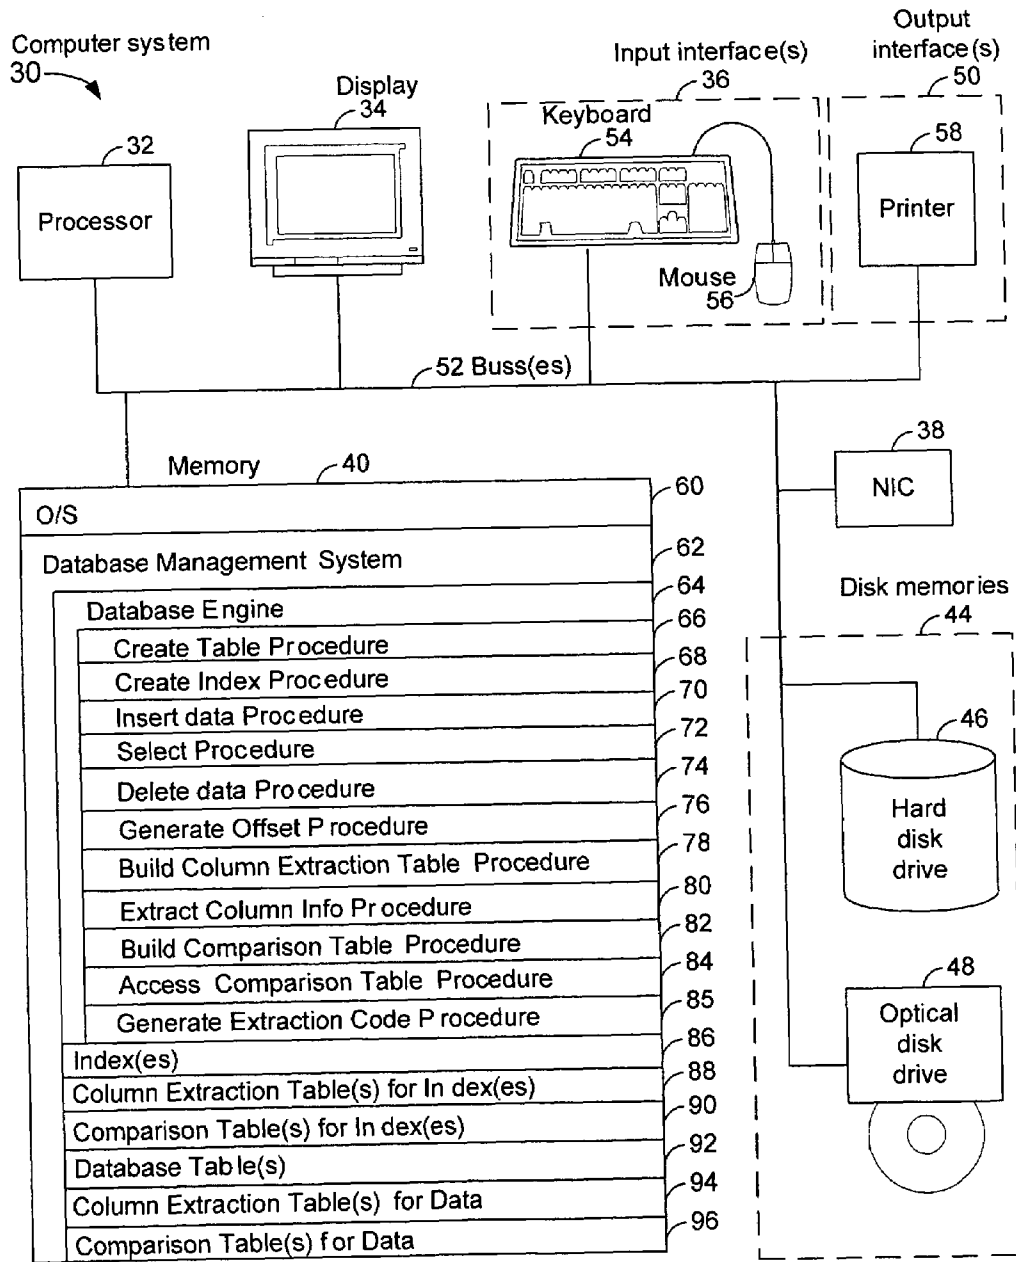 Computer system
30
Processor
32
Display
34
Input interface(s)
36
Keyboard
54
Mouse
56
Output
interface(s)
50
58
Printer
52 Buss(es)
38
NIC
Memory
40
O/S
60
Database Management System
62
Database Engine
64
Create Table Procedure
66
Create Index Procedure
68
Insert data Procedure
70
Select Procedure
72
Delete data Procedure
74
Generate Offset Procedure
76
Build Column Extraction Table Procedure
78
Extract Column Info Procedure
80
Build Comparison Table Procedure
82
Access Comparison Table Procedure
84
Generate Extraction Code Procedure
85
Index(es)
86
Column Extraction Table(s) for Index(es)
88
Comparison Table(s) for Index(es)
90
Database Table(s)
92
Column Extraction Table(s) for Data
94
Comparison Table(s) for Data
96
Disk memories
44
46
Hard
disk
drive
48
Optical
disk
drive